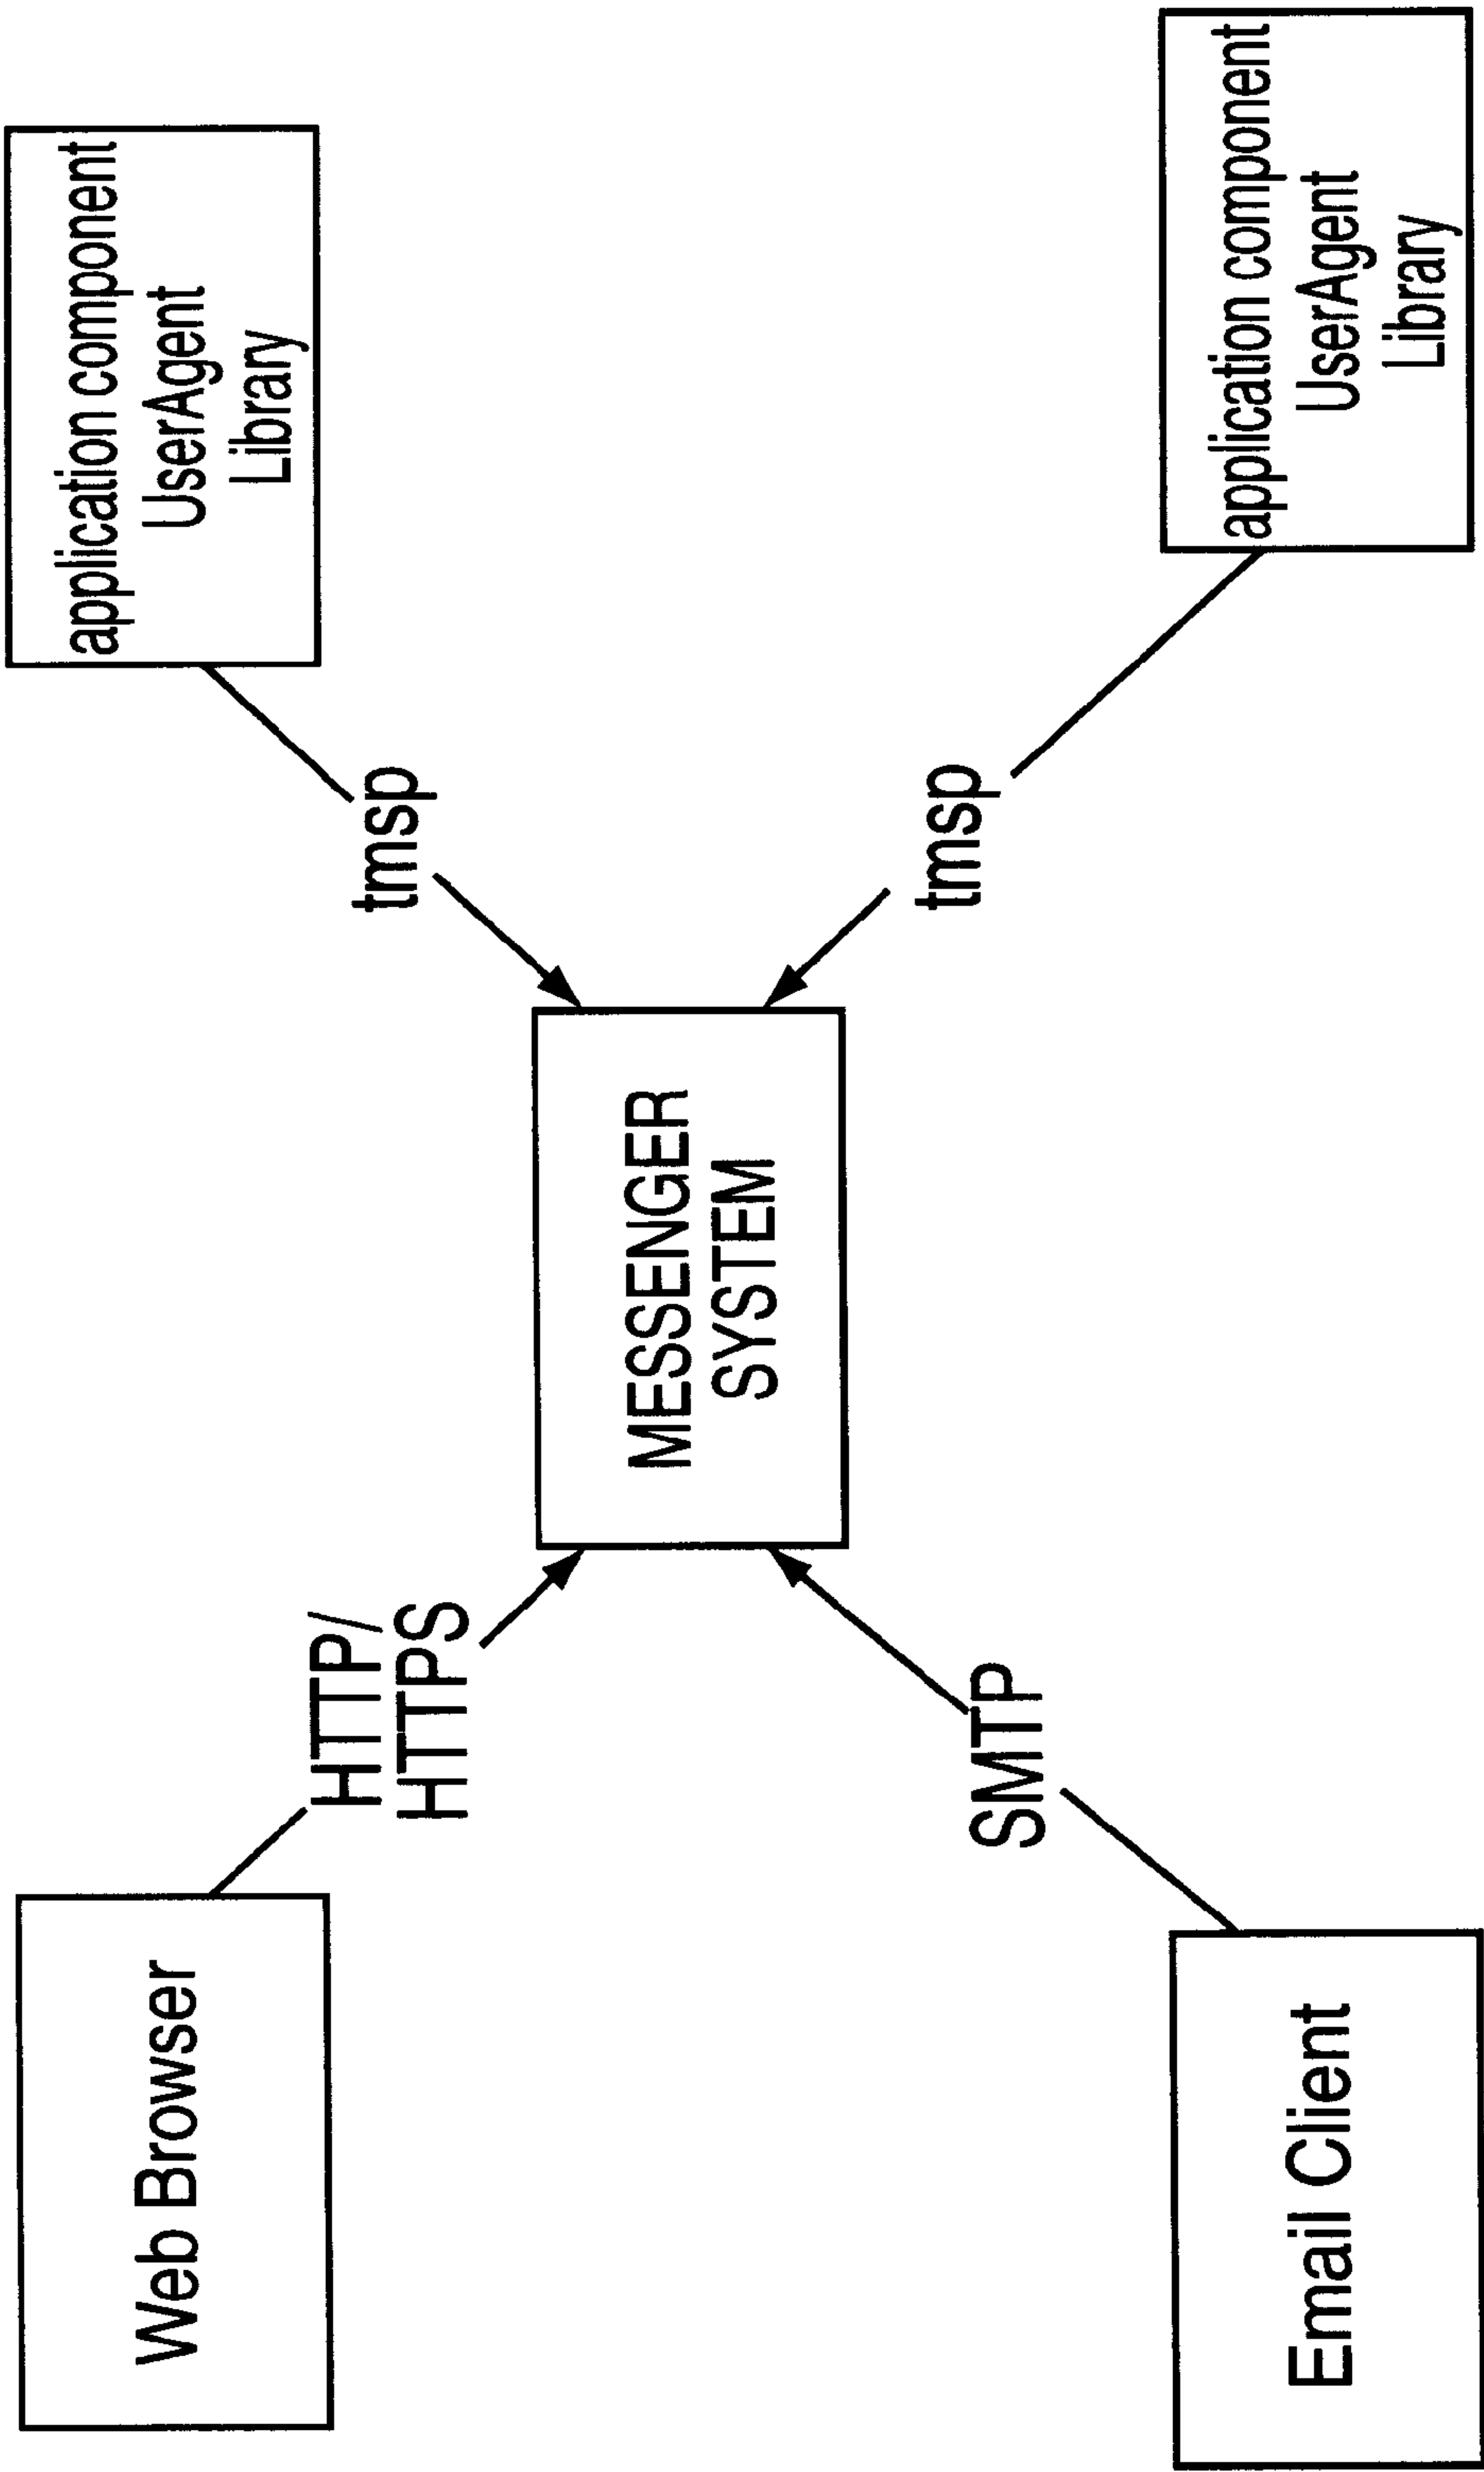 Web Browser
HTTP/
HTTPS
tmsp
application component
UserAgent
Library
MESSENGER
SYSTEM
Email Client
SMTP
tmsp
application component
UserAgent
Library